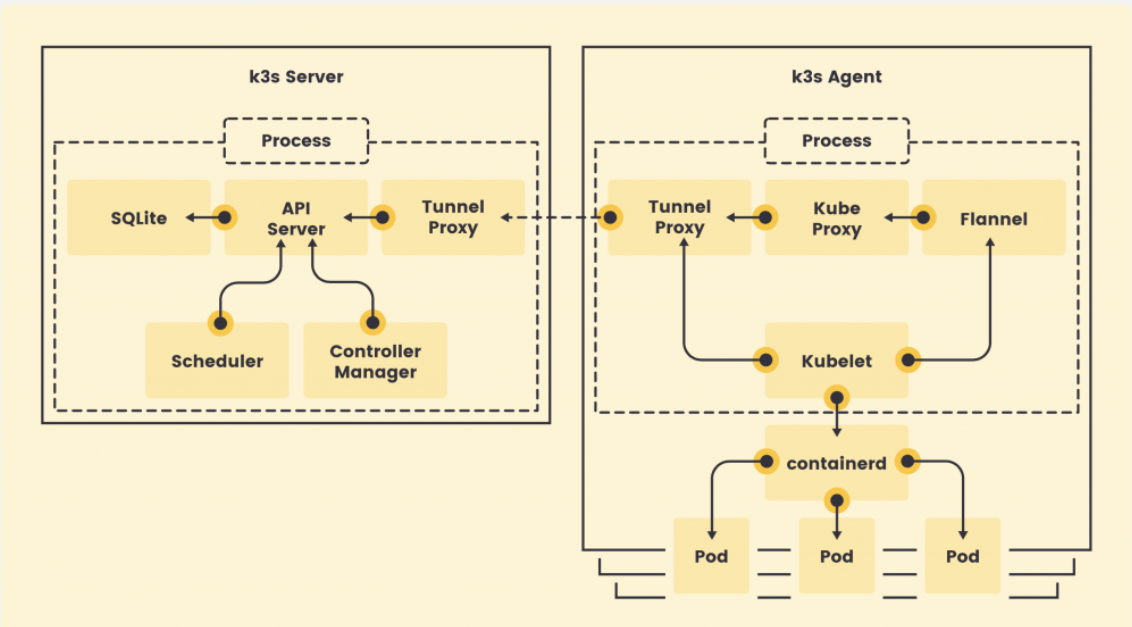 k3s Server
Process
SQLite
API
Server
Tunnel
Proxy
Scheduler
Controller
Manager
k3s Agent
Process
Tunnel
Proxy
Kube
Proxy
Flannel
Kubelet
containerd
Pod
Pod
Pod